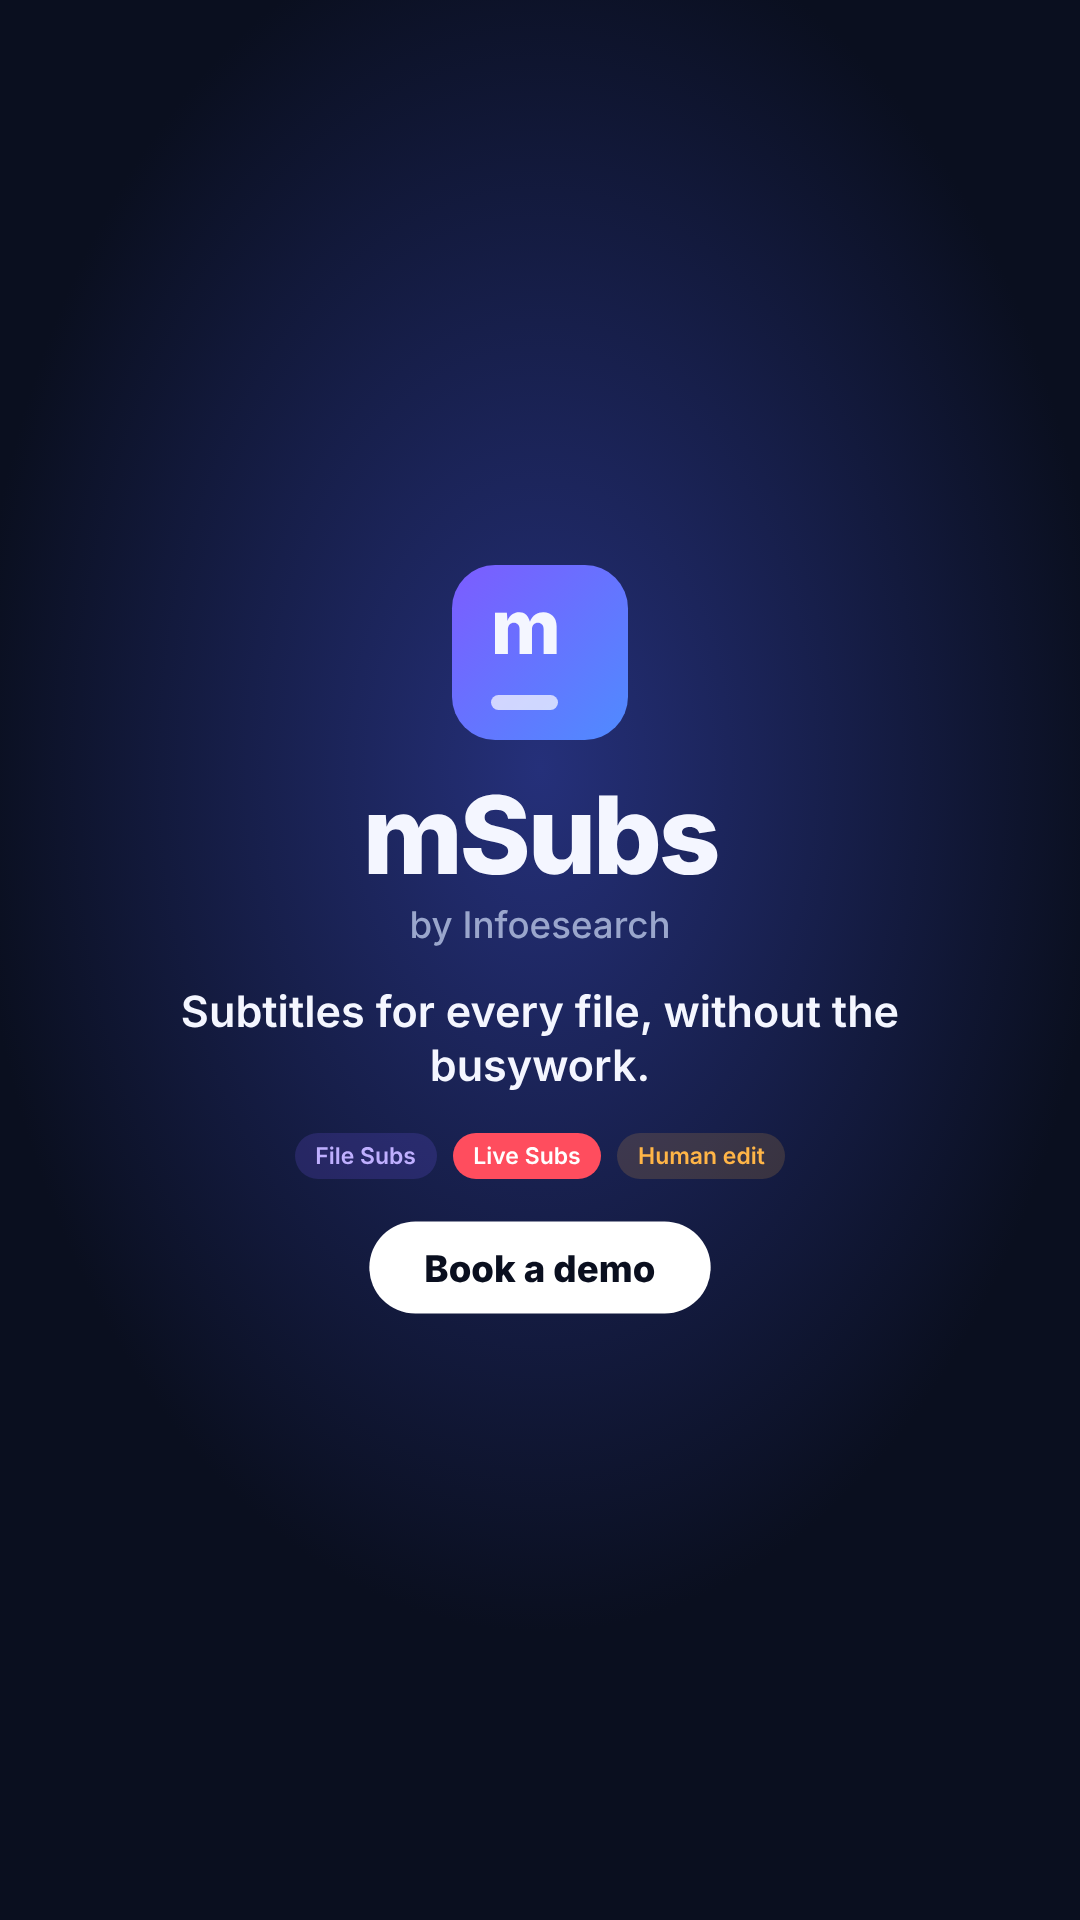 m
mSubs
by Infoesearch
Subtitles for every file, without the
busywork.
File Subs
Live Subs
Human edit
Book a demo